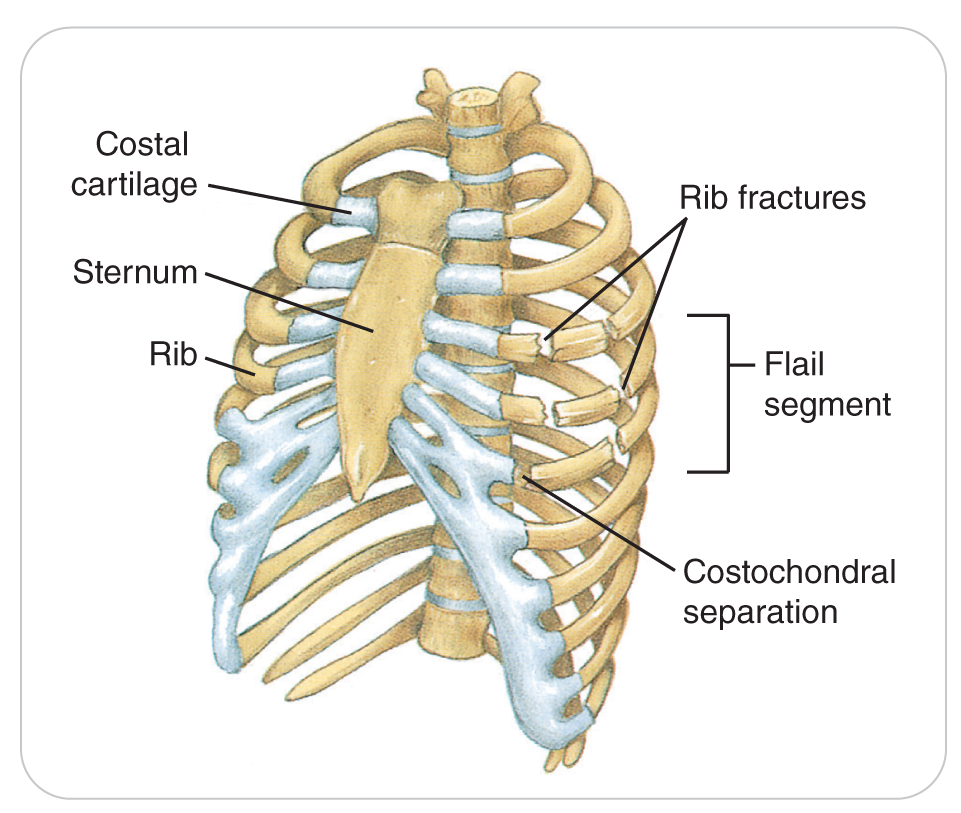 Costal
cartilage
Sternum
Rib
Rib fractures
Flail
segment
Costochondral
separation